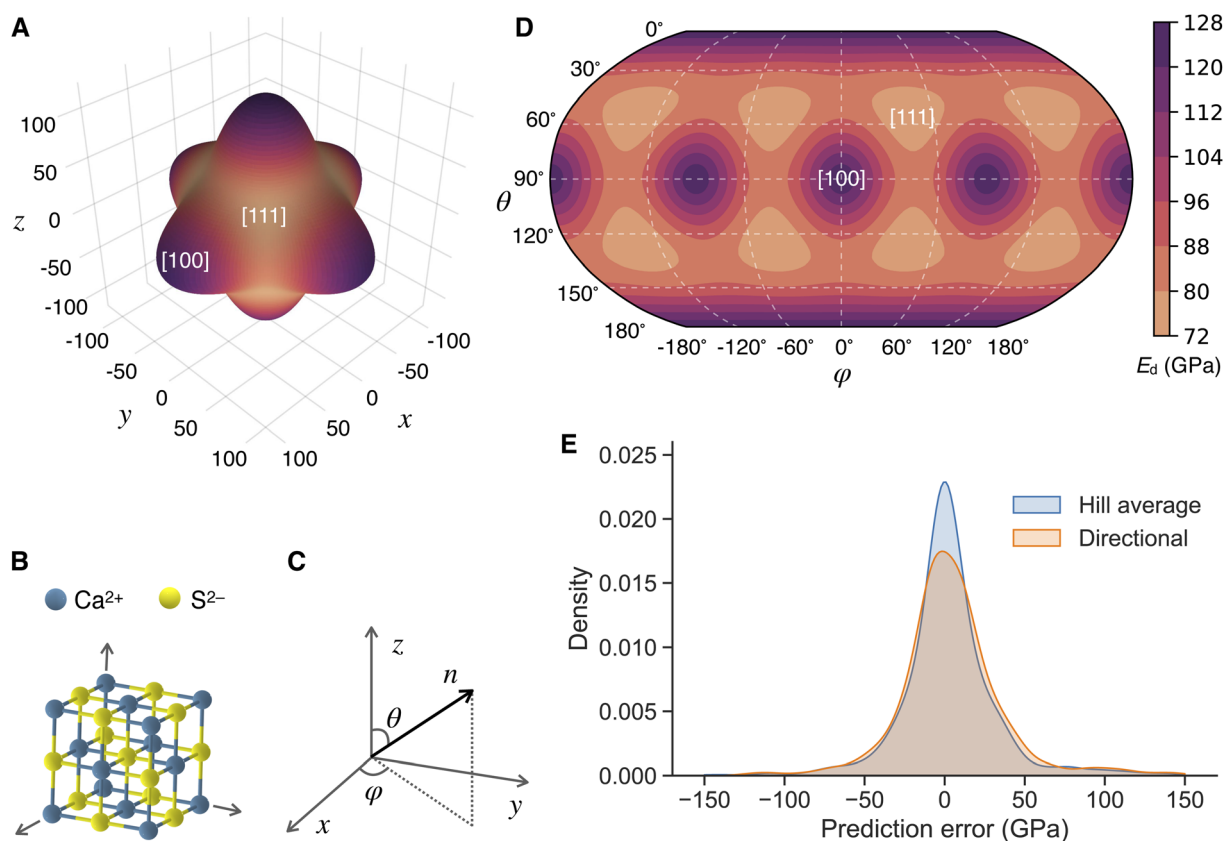 A
100
50
0
-50
-100
z
[111]
[100]
-100
-50
0
50
100
y
-100
-50
0
50
100
x
D
0°
30°
60°
90°
120°
150°
180°
θ
[111]
[100]
-180° -120° -60° 0° 60° 120° 180°
φ
128
120
112
104
96
88
80
72
Ed (GPa)
B
Ca²⁺ S²⁻
C
z
n
θ
φ
x
y
E
0.025
0.020
0.015
0.010
0.005
0.000
Density
Hill average
Directional
−150 −100 −50 0 50 100 150
Prediction error (GPa)